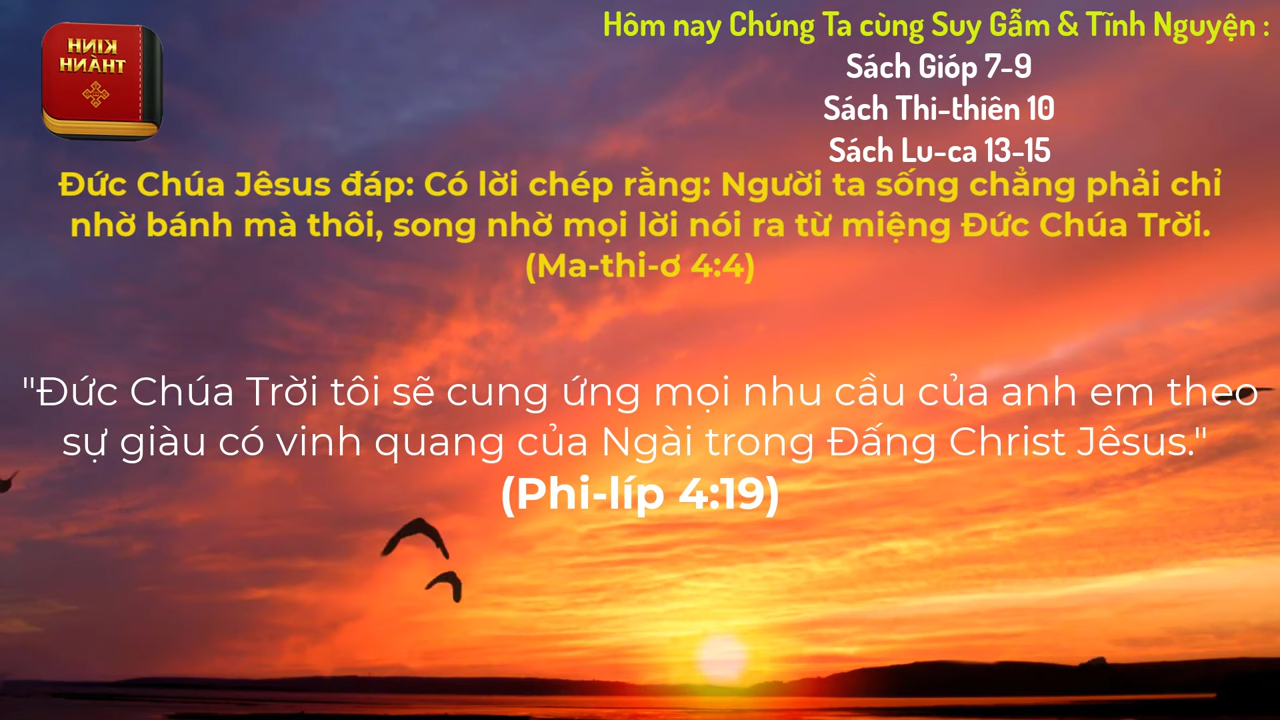 KINH
THÁNH
Hôm nay Chúng Ta cùng Suy Gẫm & Tĩnh Nguyện :
Sách Gióp 7-9
Sách Thi-thiên 10
Sách Lu-ca 13-15
Đức Chúa Jêsus đáp: Có lời chép rằng: Người ta sống chẳng phải chỉ
nhờ bánh mà thôi, song nhờ mọi lời nói ra từ miệng Đức Chúa Trời.
(Ma-thi-ơ 4:4)
"Đức Chúa Trời tôi sẽ cung ứng mọi nhu cầu của anh em theo
sự giàu có vinh quang của Ngài trong Đấng Christ Jêsus."
(Phi-líp 4:19)